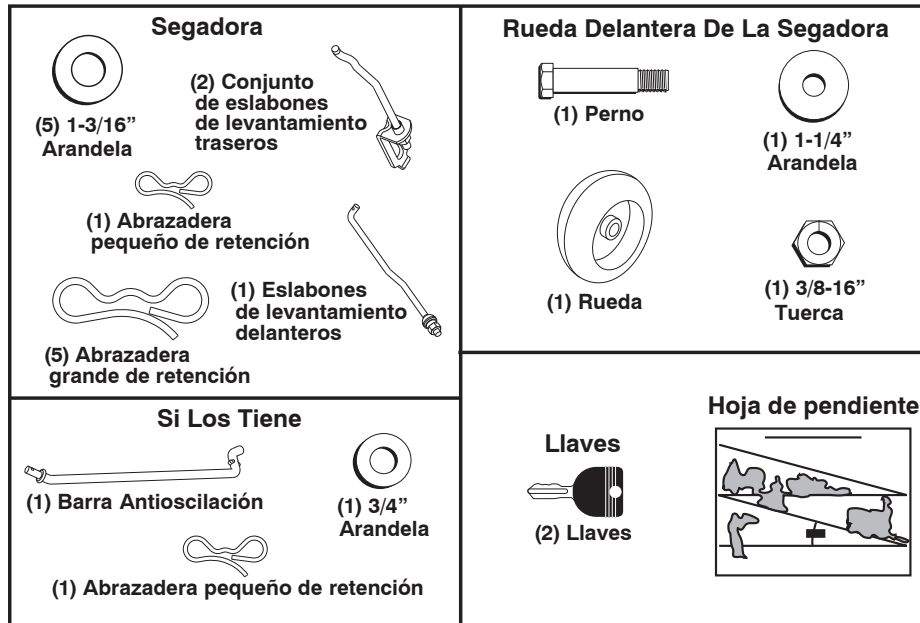 Segadora
(5) 1-3/16”
Arandela
(2) Conjunto
de eslabones
de levantamiento
traseros
(1) Abrazadera
pequeño de retención
(1) Eslabones
de levantamiento
delanteros
(5) Abrazadera
grande de retención
Rueda Delantera De La Segadora
(1) Perno
(1) 1-1/4”
Arandela
(1) Rueda
(1) 3/8-16”
Tuerca
Si Los Tiene
(1) Barra Antioscilación
(1) 3/4”
Arandela
(1) Abrazadera pequeño de retención
Llaves
(2) Llaves
Hoja de pendiente